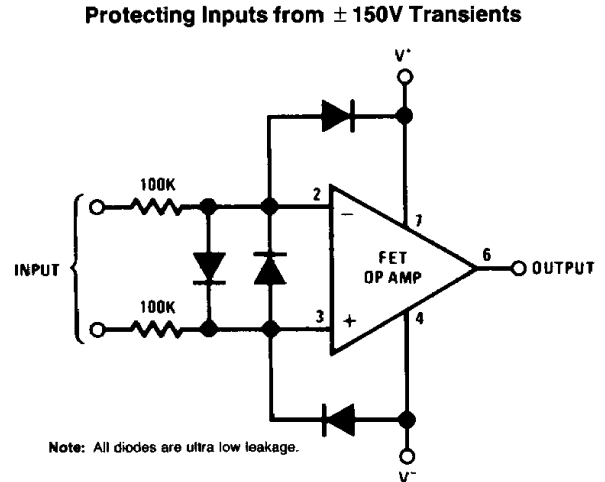 Protecting Inputs from ± 150V Transients
V+
100K
2
−
7
INPUT
FET
OP AMP
6
OUTPUT
100K
3
+
4
Note: All diodes are ultra low leakage.
V−